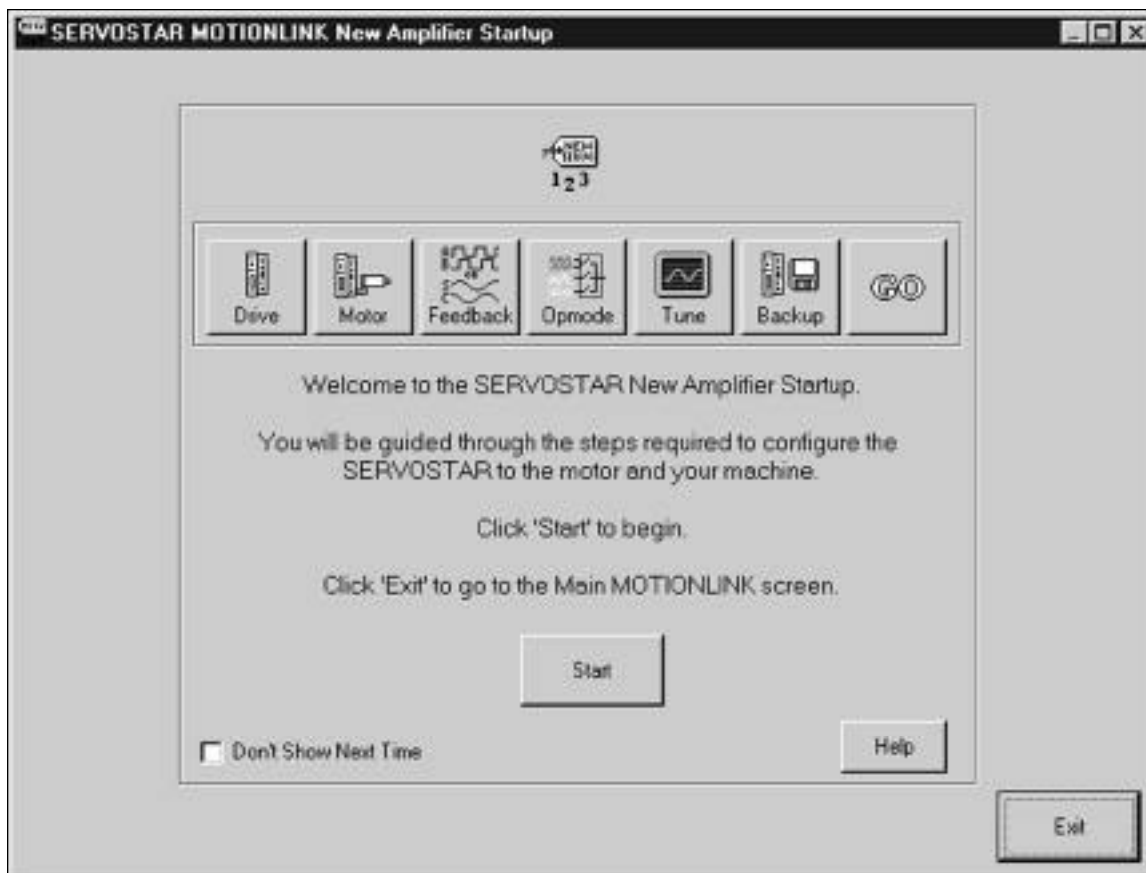 SERVOSTAR MOTIONLINK New Amplifier Startup
1 2 3
Drive
Motor
Feedback
Opmode
Tune
Backup
GO
Welcome to the SERVOSTAR New Amplifier Startup.
You will be guided through the steps required to configure the
SERVOSTAR to the motor and your machine.
Click 'Start' to begin.
Click 'Exit' to go to the Main MOTIONLINK screen.
Start
Don't Show Next Time
Help
Exit